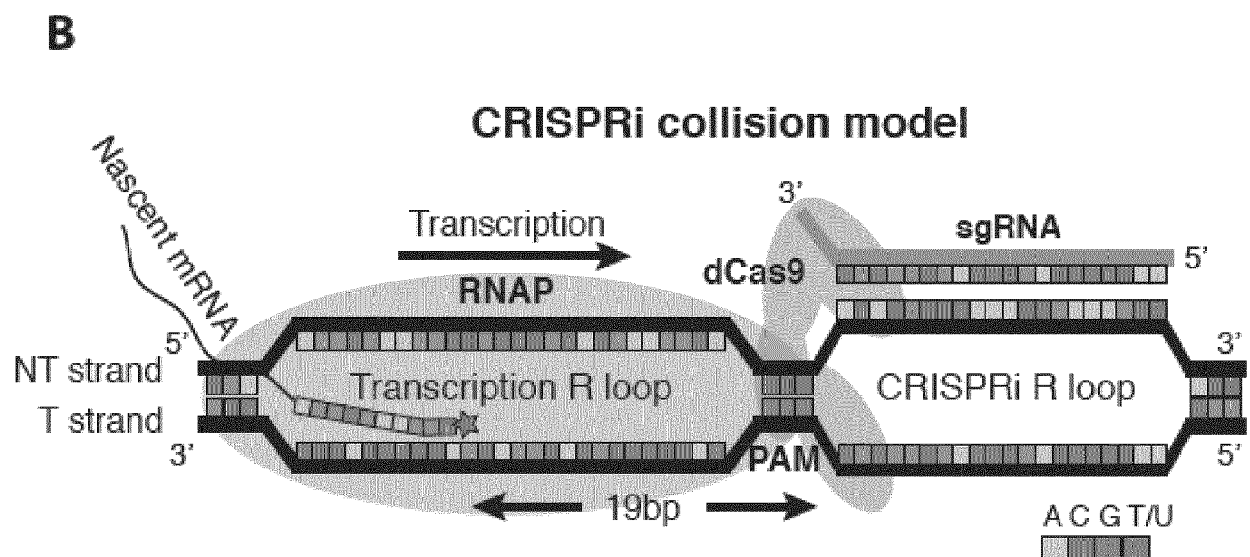 B
CRISPRi collision model
Nascent mRNA
Transcription
RNAP
3'
dCas9
sgRNA
5'
5'
3'
NT strand
T strand
Transcription R loop
CRISPRi R loop
3'
PAM
5'
19bp
A C G T/U